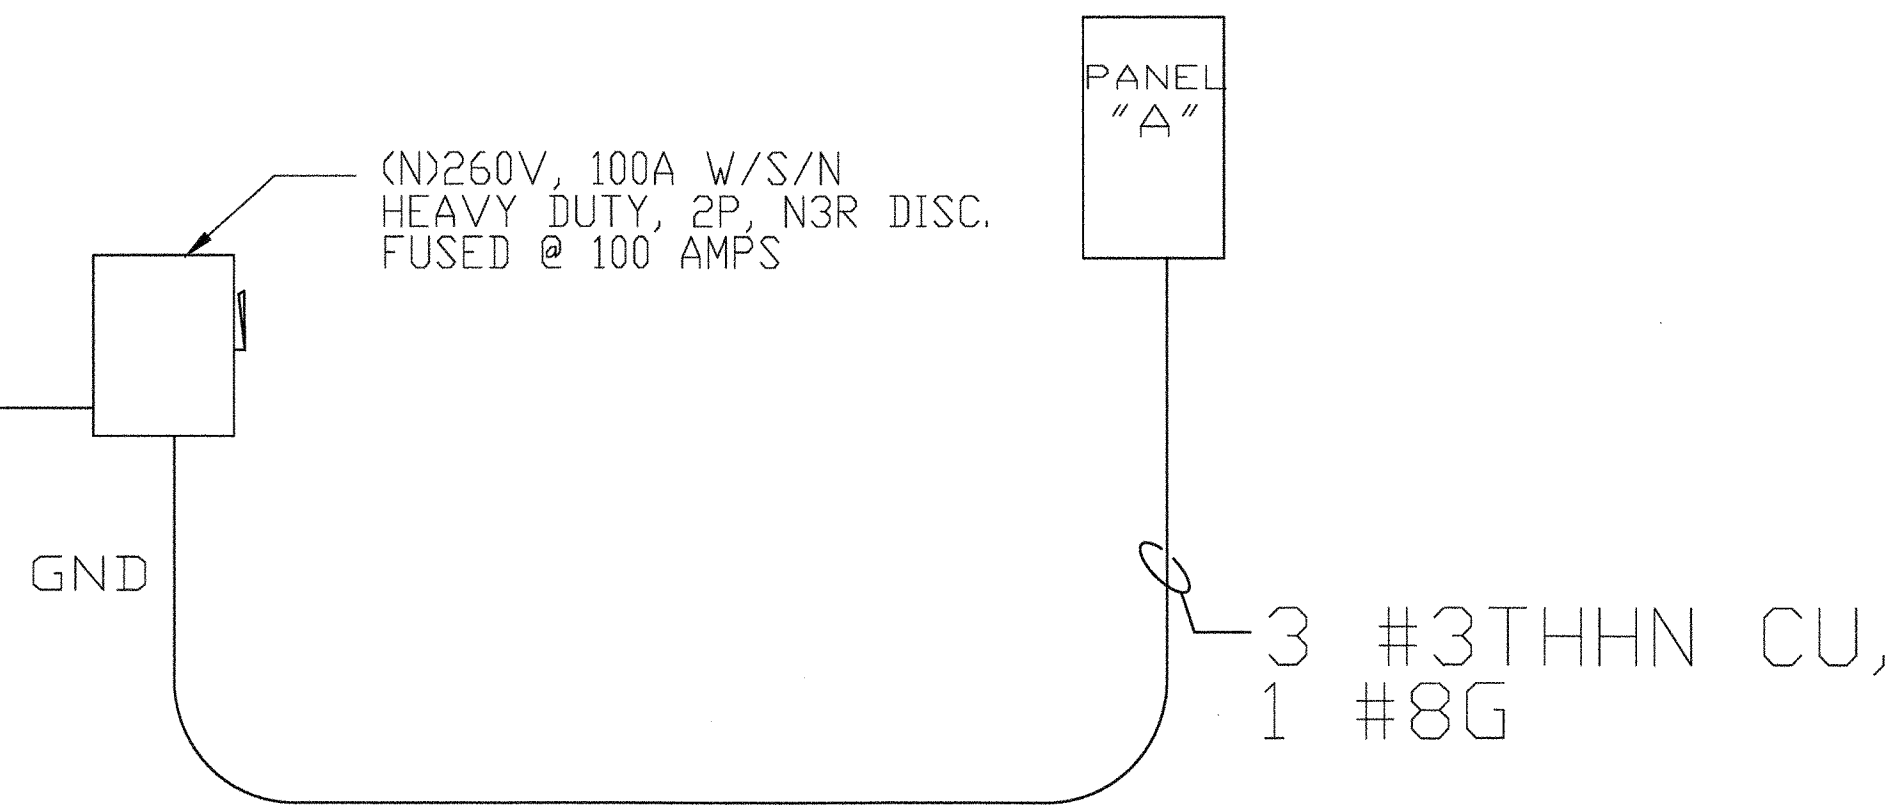 PANEL
"A"
(N)260V, 100A W/S/N
HEAVY DUTY, 2P, N3R DISC.
FUSED @ 100 AMPS
GND
3 #3THHN CU,
1 #8G